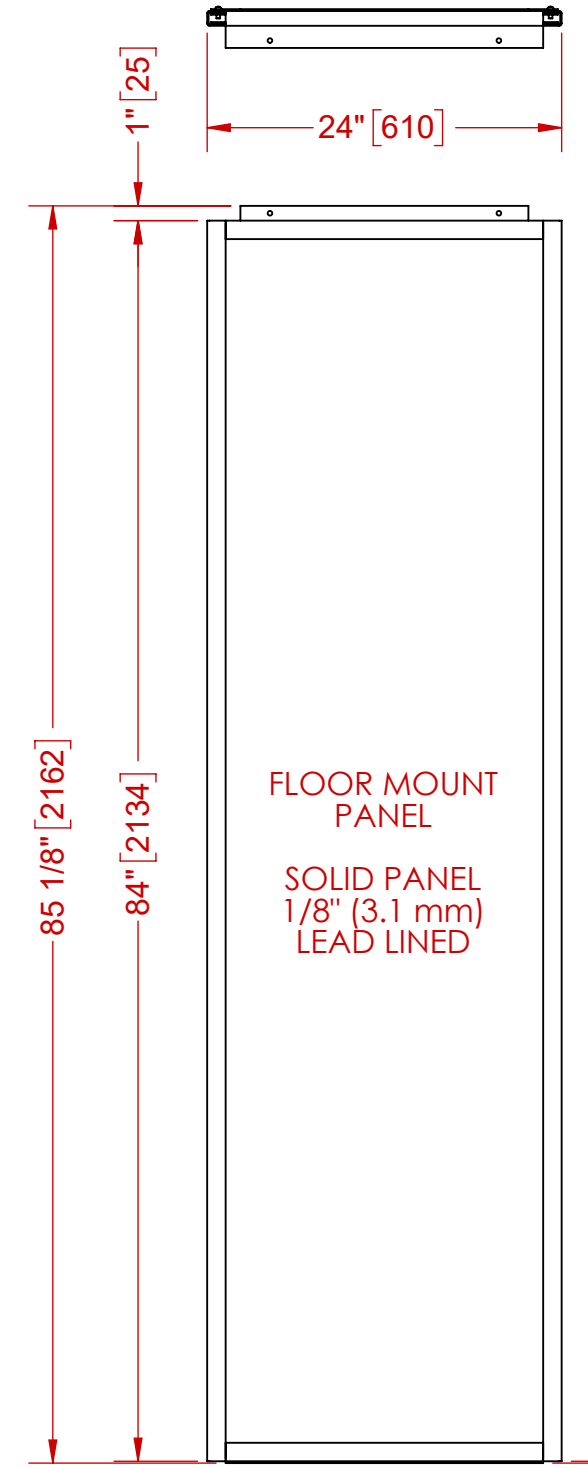 24" [610]
1" [25]
85 1/8" [2162]
84" [2134]
FLOOR MOUNT
PANEL
SOLID PANEL
1/8" (3.1 mm)
LEAD LINED